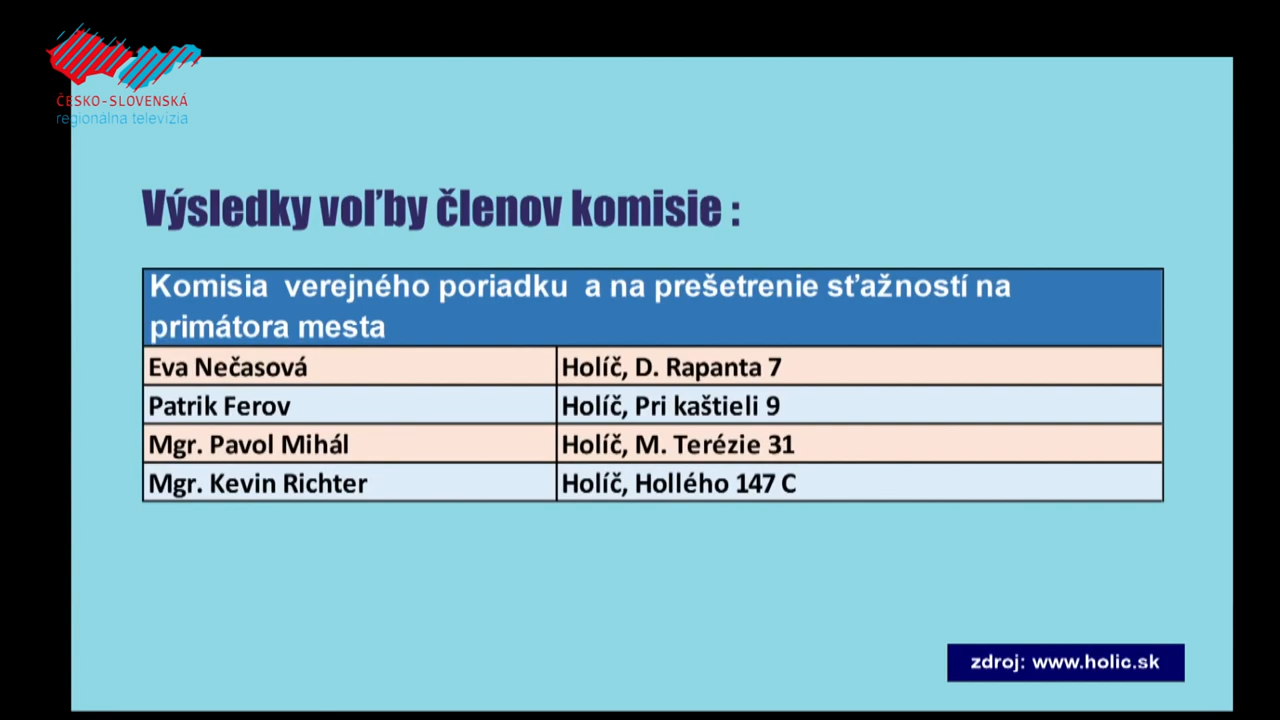 ČESKO-SLOVENSKÁ
regionálna televízia
Výsledky voľby členov komisie :
Komisia verejného poriadku a na prešetrenie sťažností na
primátora mesta
Eva Nečasová Holíč, D. Rapanta 7
Patrik Ferov Holíč, Pri kaštieli 9
Mgr. Pavol Mihál Holíč, M. Terézie 31
Mgr. Kevin Richter Holíč, Hollého 147 C
zdroj: www.holic.sk